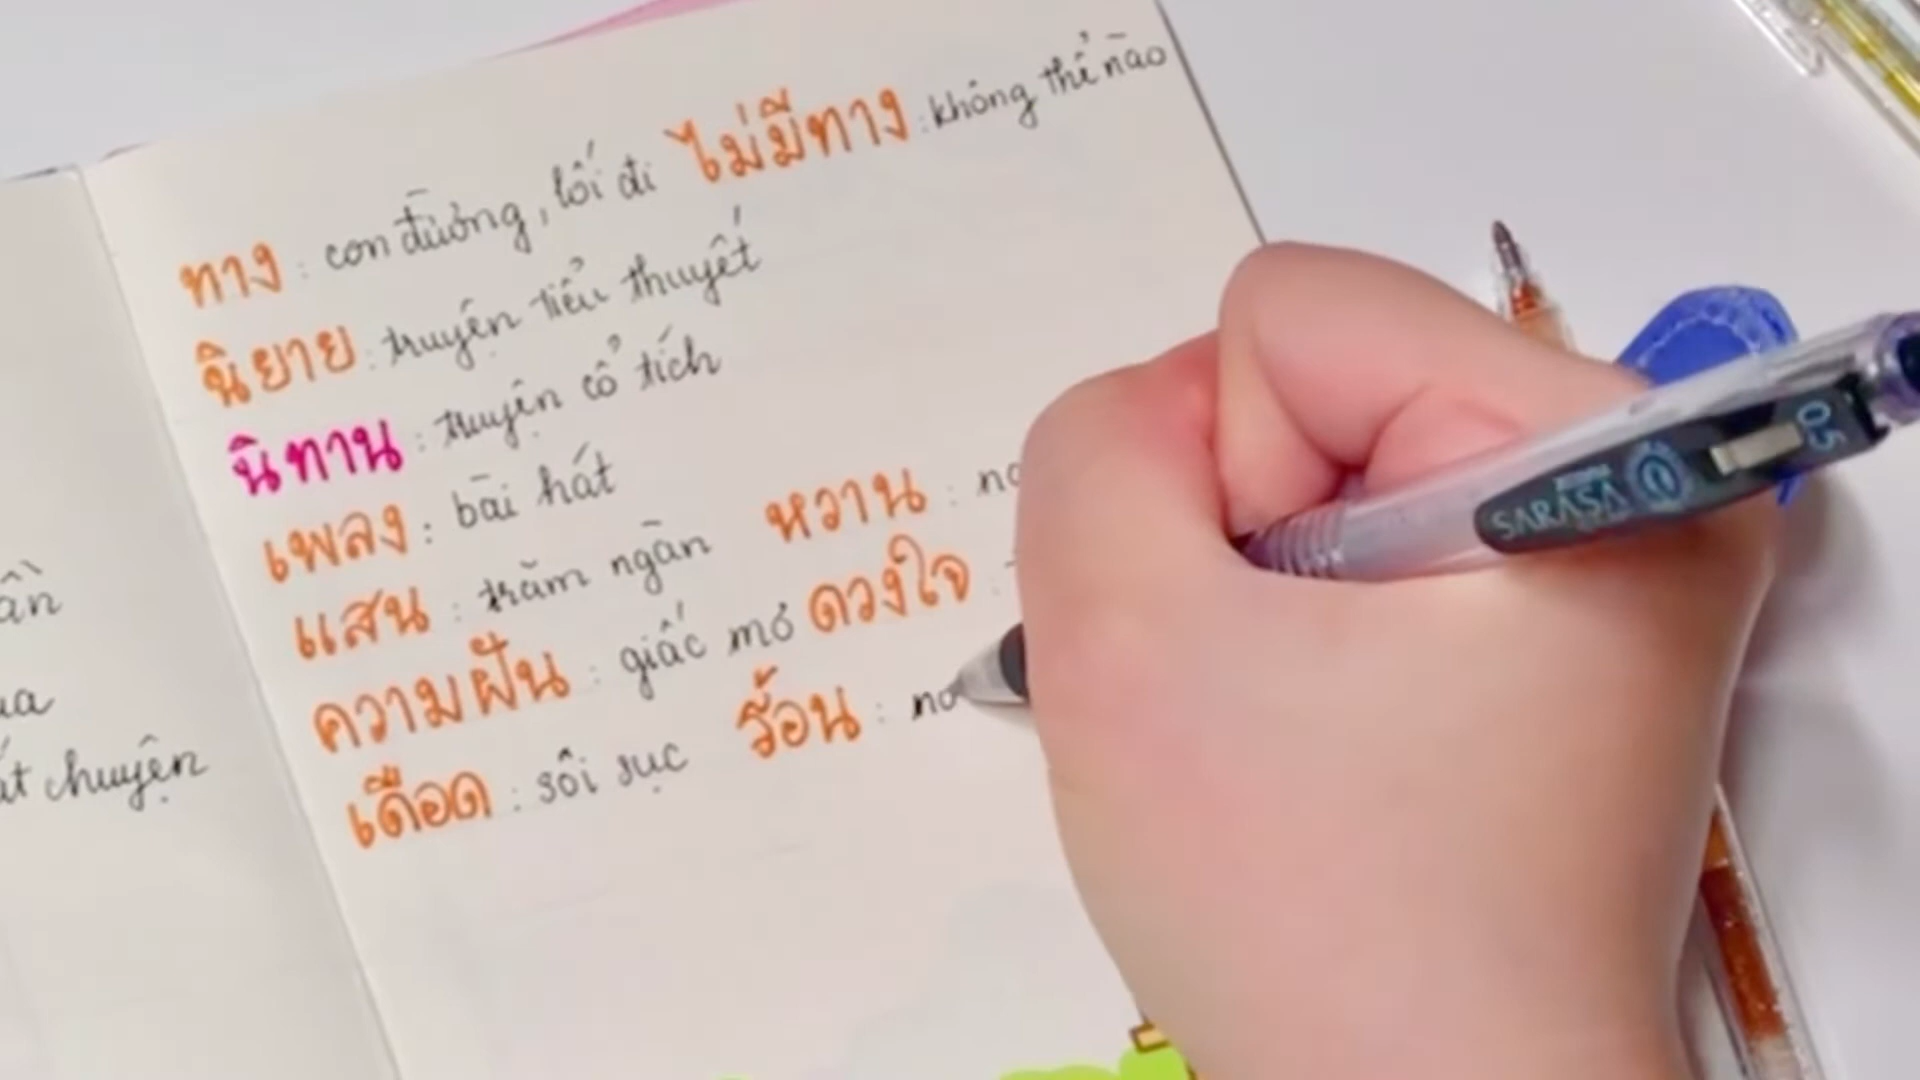 ทาง : con đường, lối đi ไม่มีทาง : không thể nào
นิยาย : truyện tiểu thuyết
นิทาน : truyện cổ tích
เพลง : bài hát
แสน : trăm ngàn หวาน :
ความฝัน : giấc mơ ดวงใจ :
เดือด : sôi sục ร้อน :
chuyện
SARASA
0.5